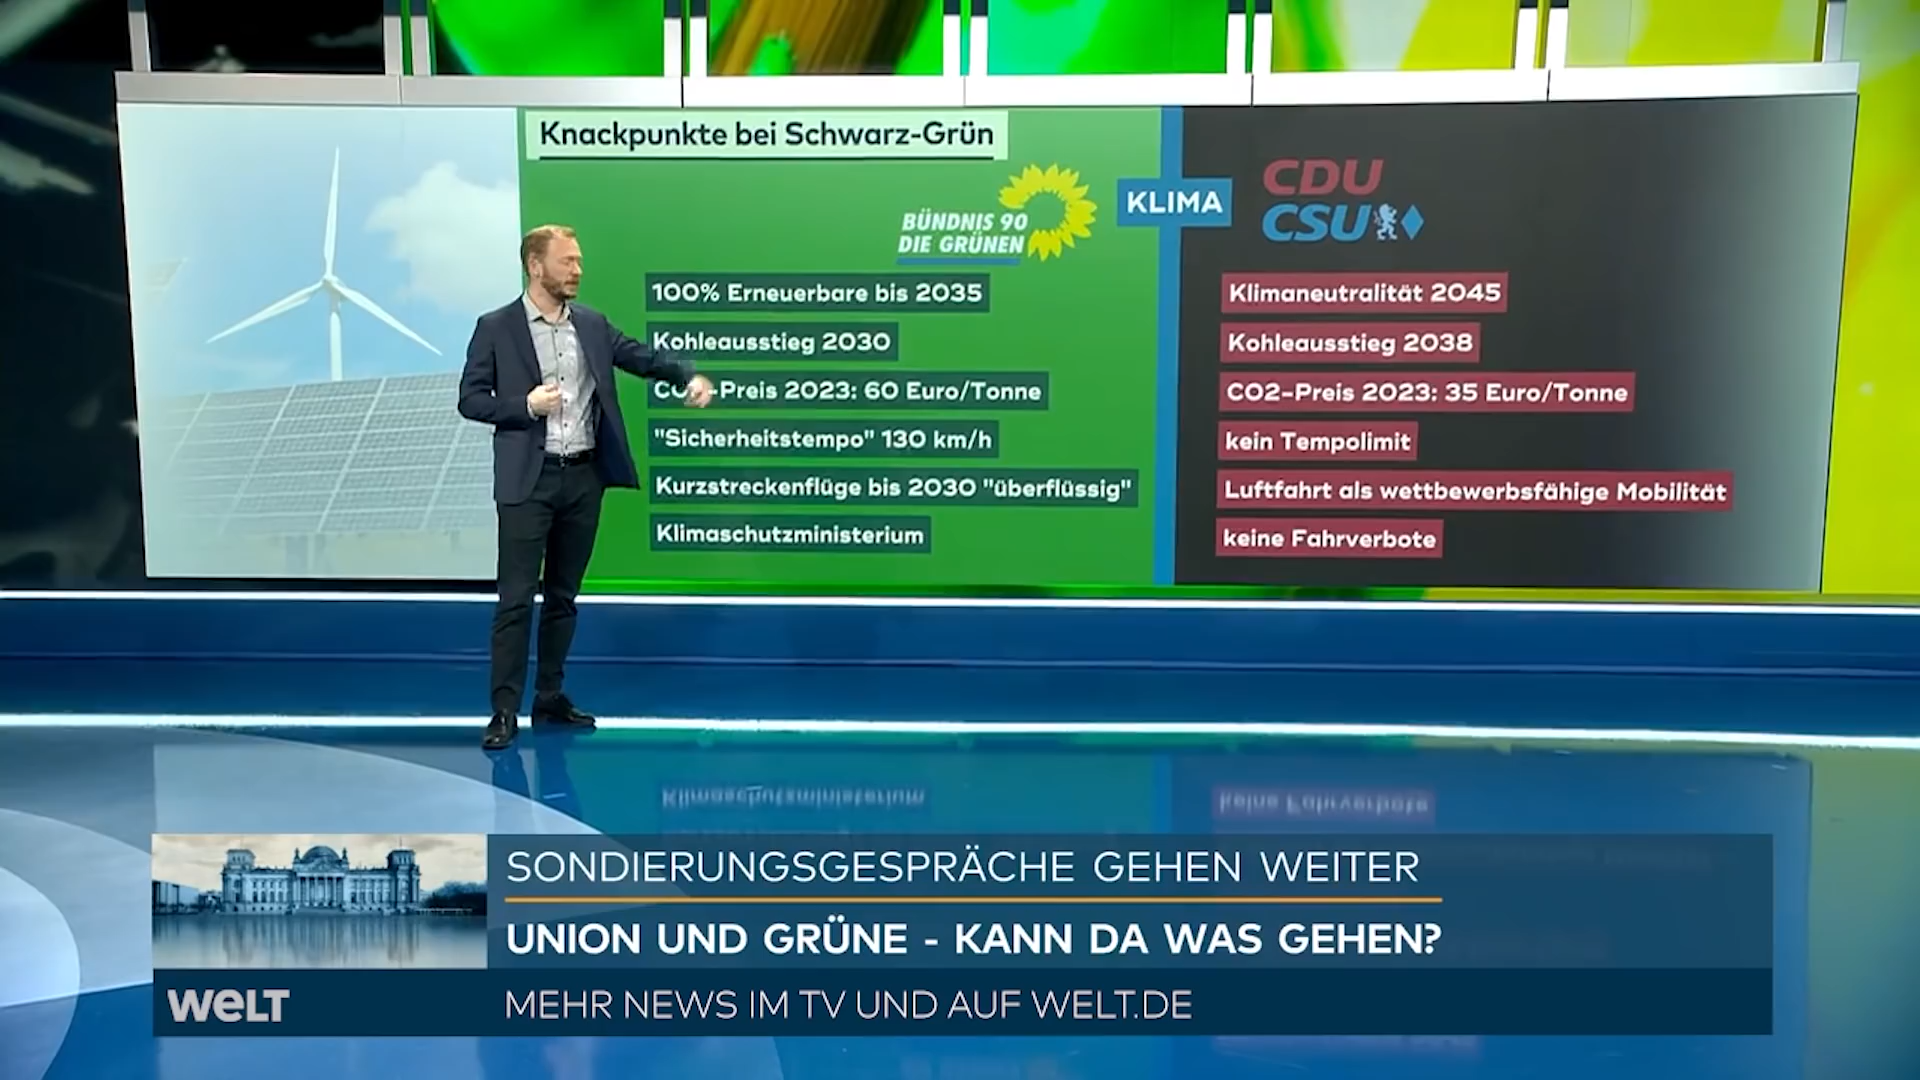 Knackpunkte bei Schwarz-Grün
BÜNDNIS 90
DIE GRÜNEN
KLIMA
CDU
CSU
100% Erneuerbare bis 2035
Kohleausstieg 2030
CO2-Preis 2023: 60 Euro/Tonne
"Sicherheitstempo" 130 km/h
Kurzstreckenflüge bis 2030 "überflüssig"
Klimaschutzministerium
Klimaneutralität 2045
Kohleausstieg 2038
CO2-Preis 2023: 35 Euro/Tonne
kein Tempolimit
Luftfahrt als wettbewerbsfähige Mobilität
keine Fahrverbote
SONDIERUNGSGESPRÄCHE GEHEN WEITER
UNION UND GRÜNE - KANN DA WAS GEHEN?
WELT
MEHR NEWS IM TV UND AUF WELT.DE